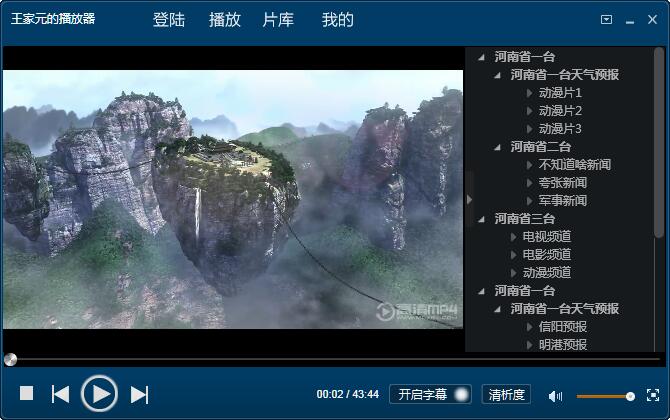 王家元的播放器
登陆 播放 片库 我的
河南省一台
河南省一台天气预报
动漫片1
动漫片2
动漫片3
河南省二台
不知道啥新闻
夸张新闻
军事新闻
河南省三台
电视频道
电影频道
动漫频道
河南省一台
河南省一台天气预报
信阳预报
明港预报
高清MP4
00:02 / 43:44 开启字幕 清析度